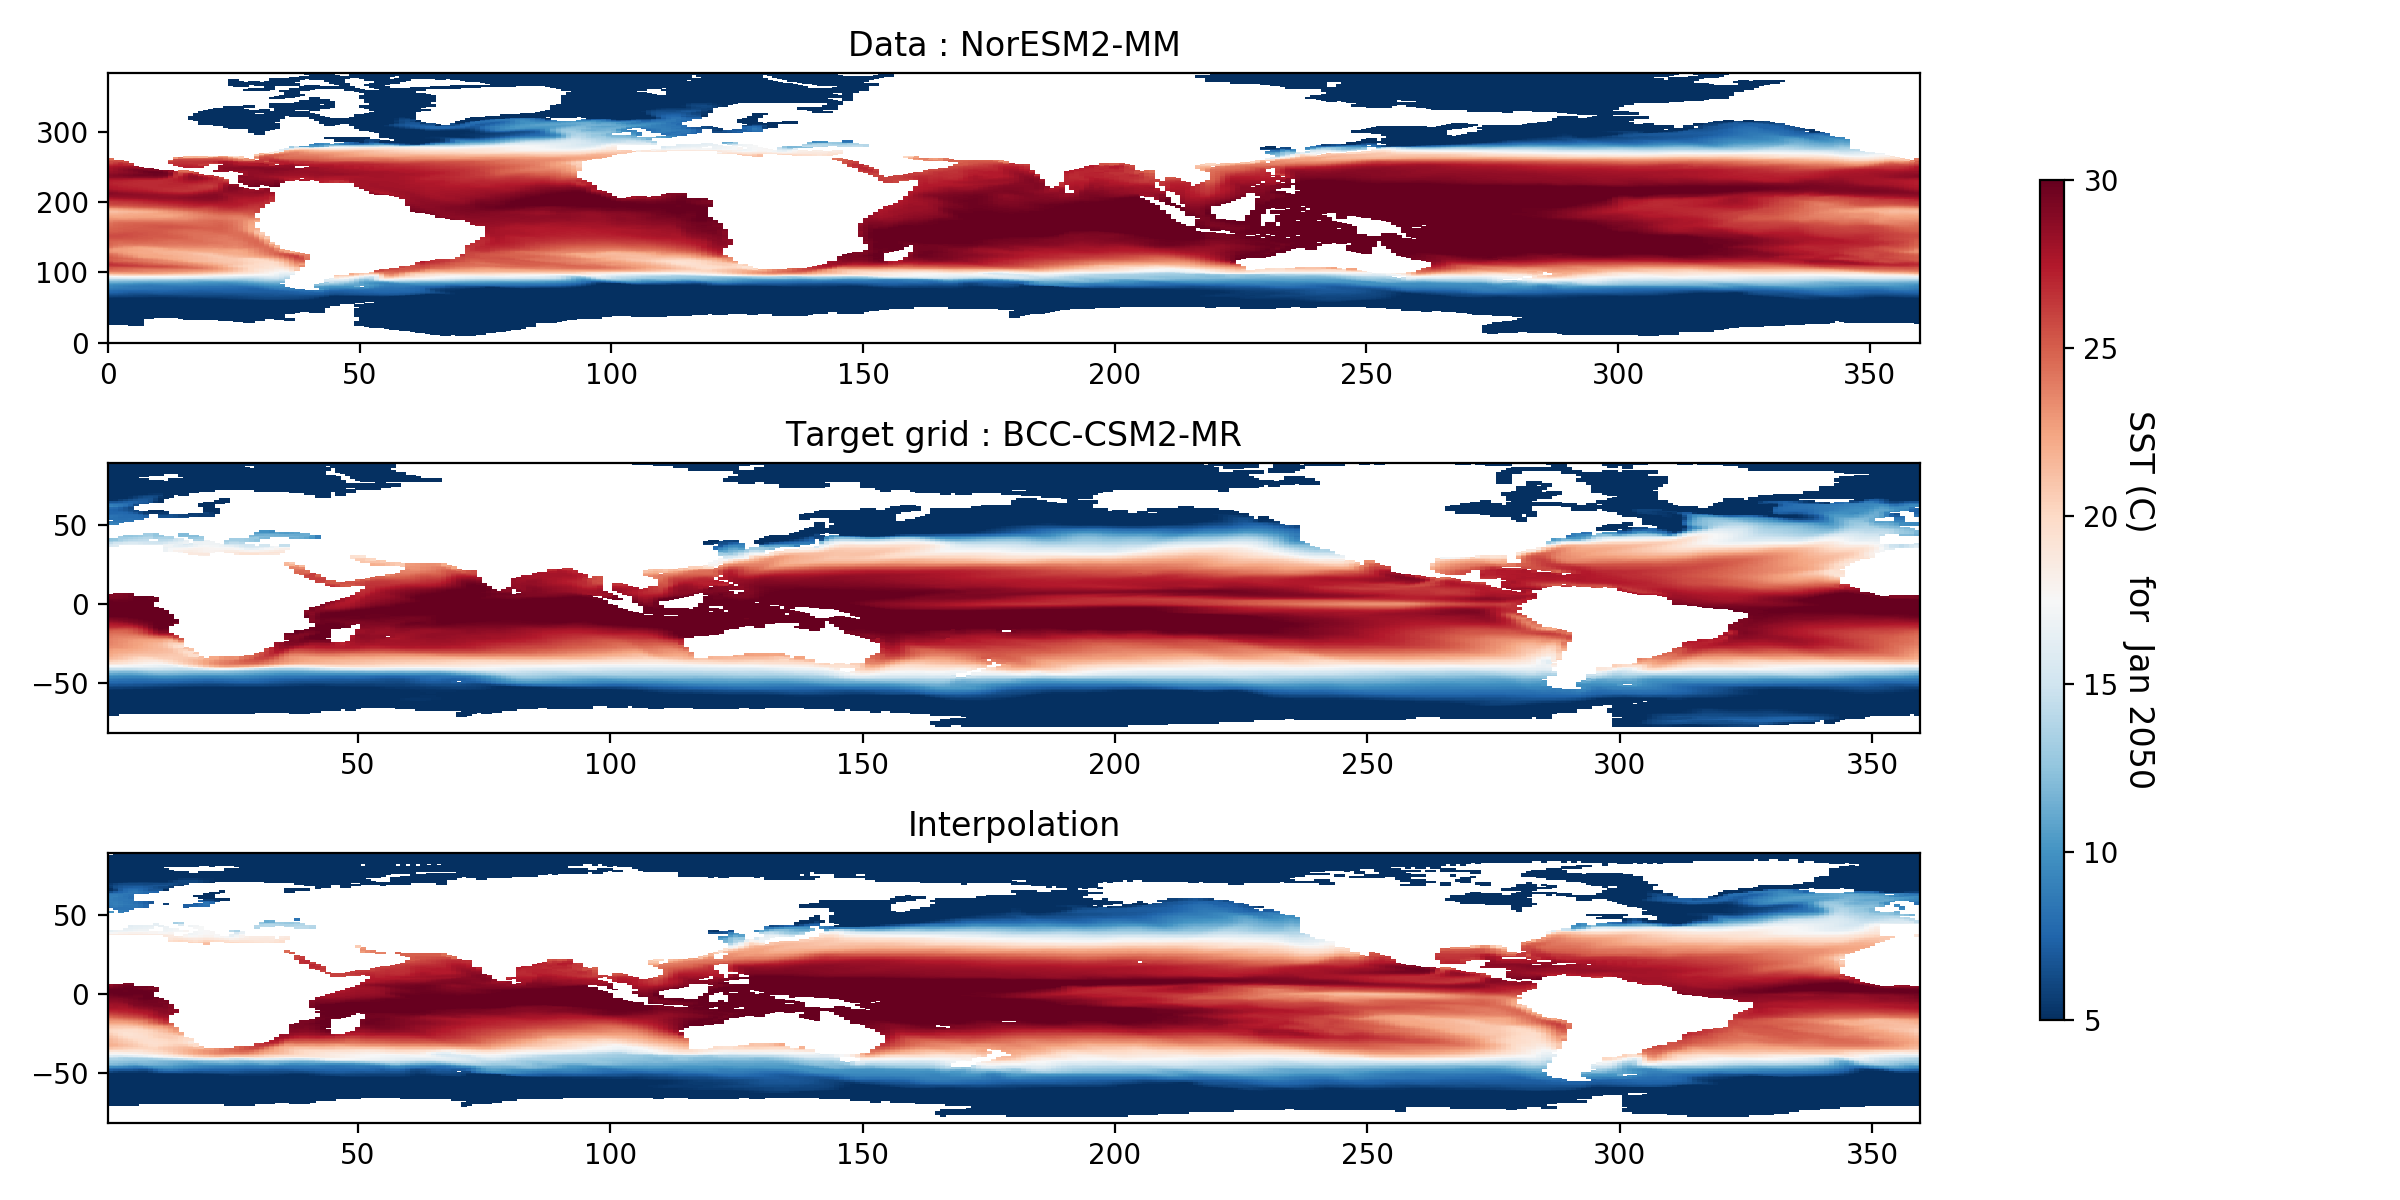 Data : NorESM2-MM
300
200
100
0
0 50 100 150 200 250 300 350
Target grid : BCC-CSM2-MR
50
0
−50
50 100 150 200 250 300 350
Interpolation
50
0
−50
50 100 150 200 250 300 350
30
25
20
15
10
5
SST (C) for Jan 2050